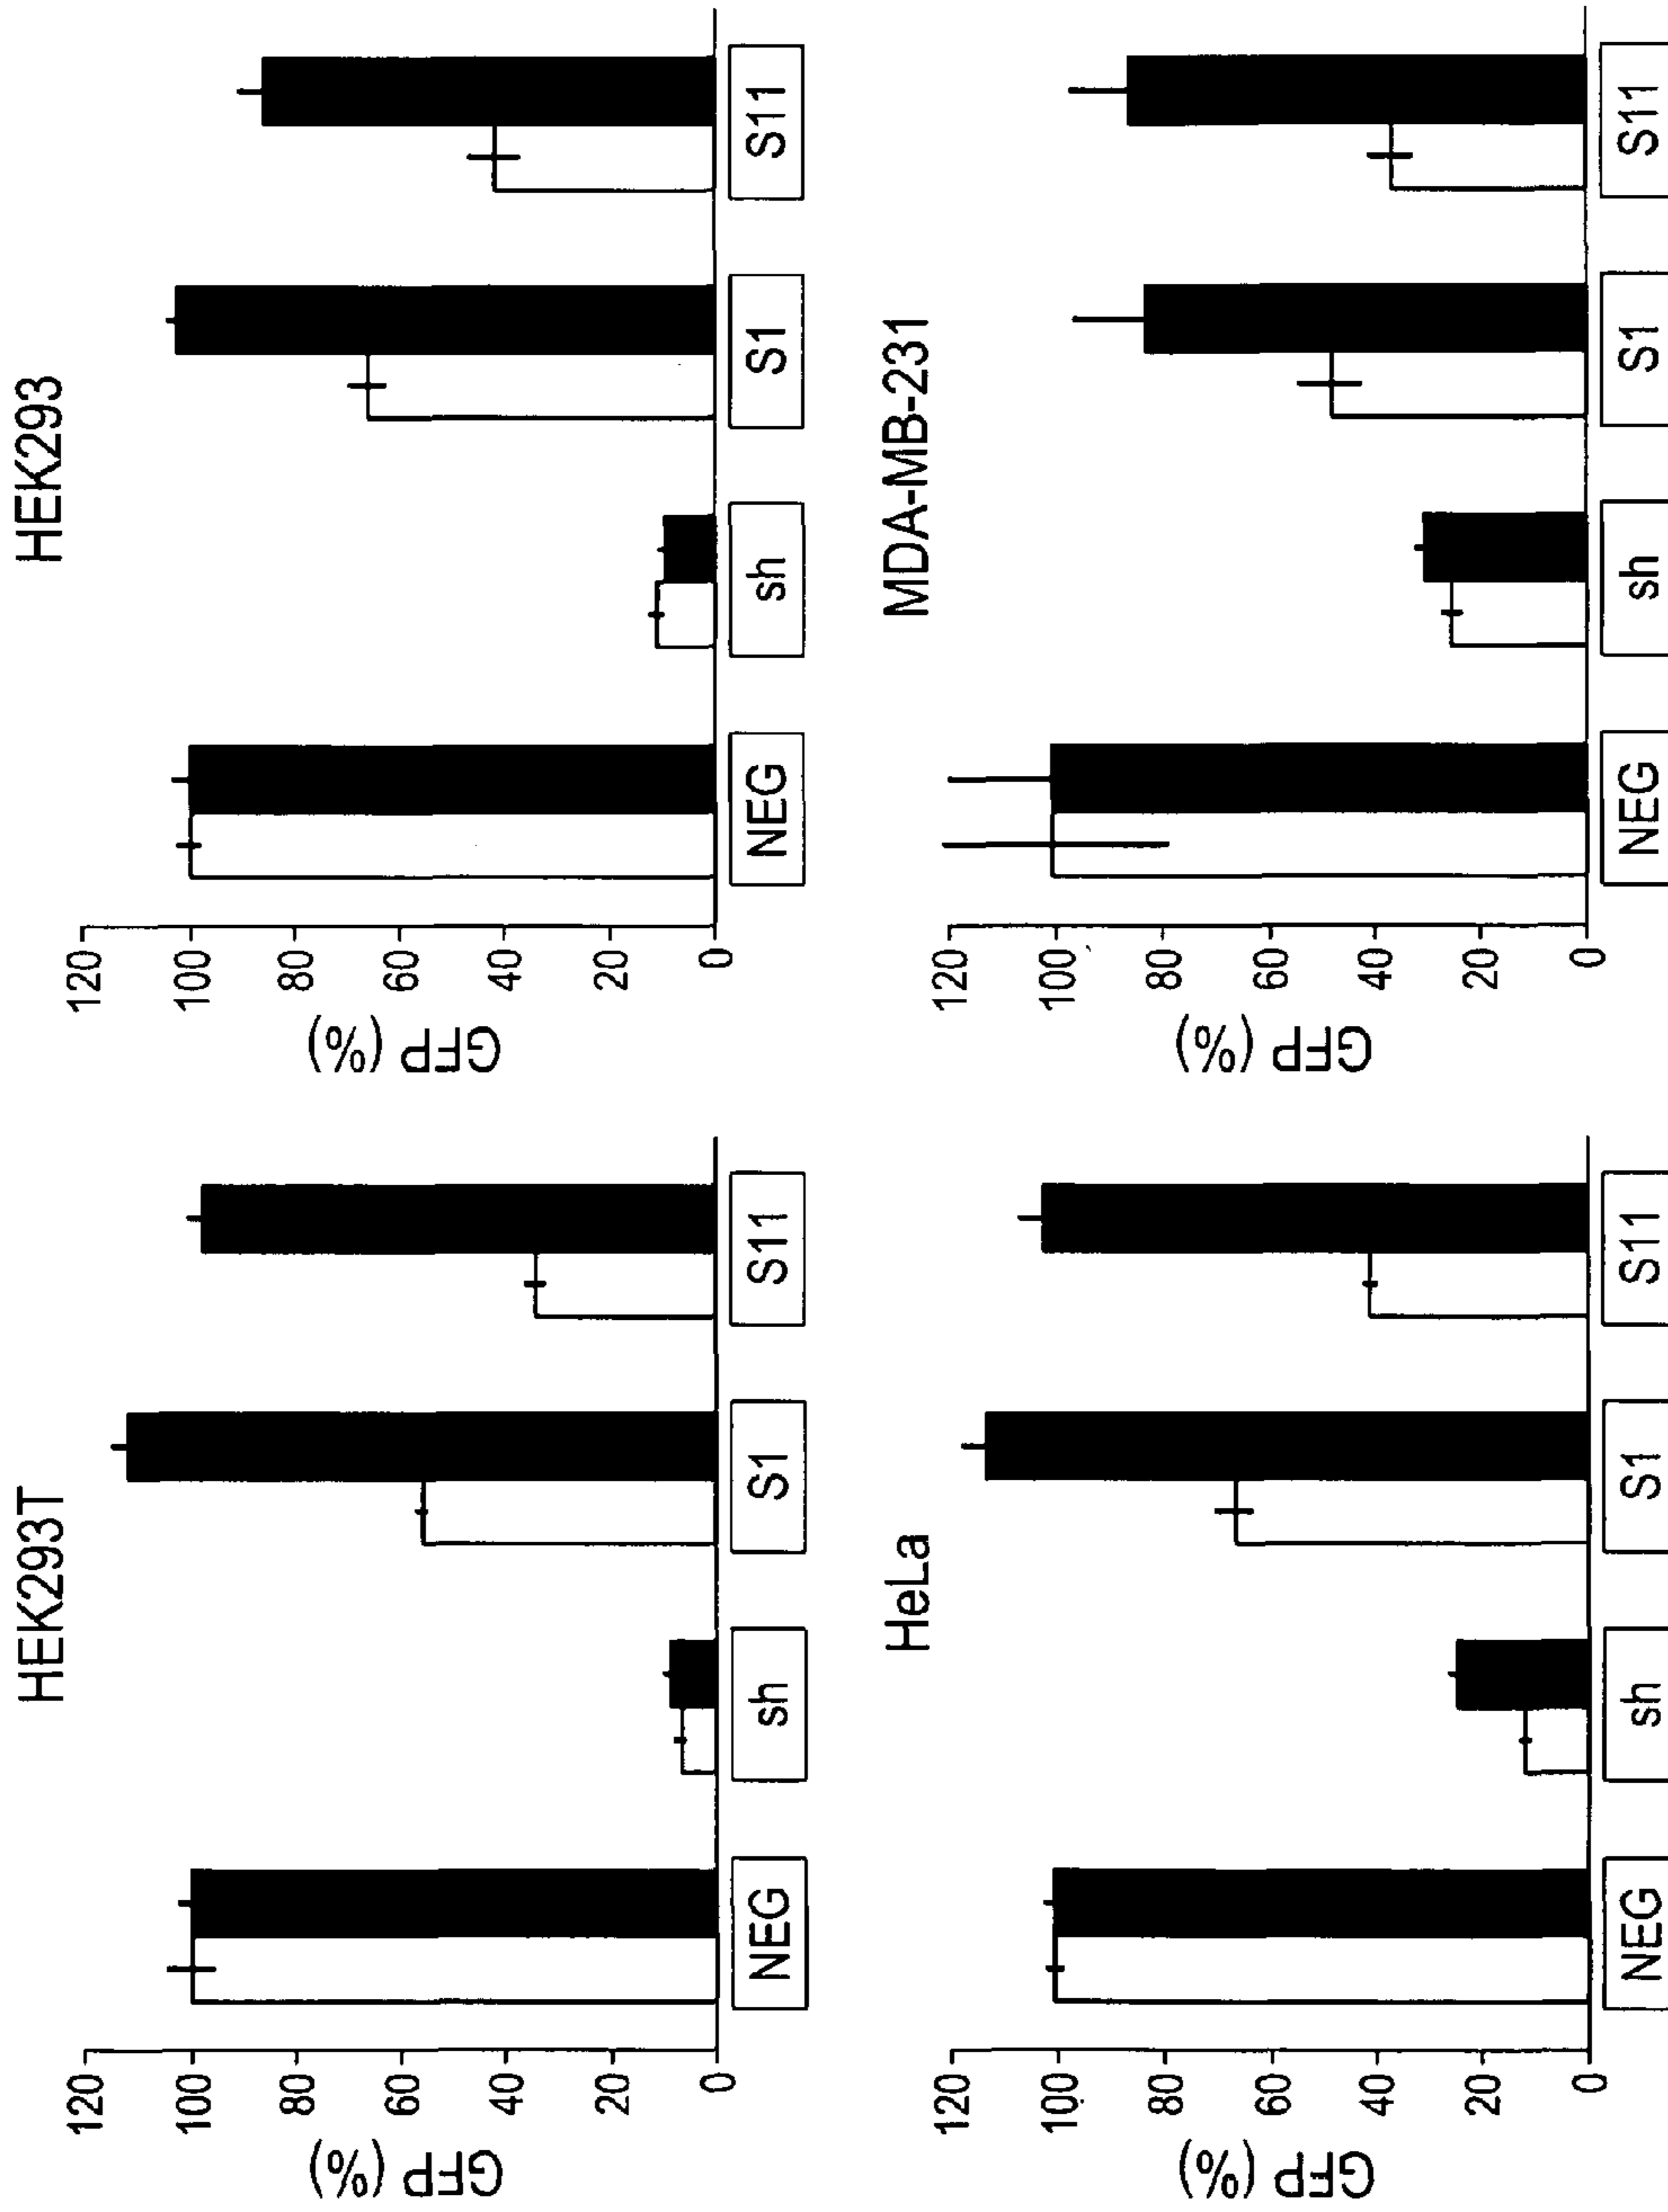 HEK293T
GFP (%)
120
100
80
60
40
20
0
NEG
sh
S1
S11
HEK293
GFP (%)
120
100
80
60
40
20
0
NEG
sh
S1
S11
HeLa
GFP (%)
120
100
80
60
40
20
0
NEG
sh
S1
S11
MDA-MB-231
GFP (%)
120
100
80
60
40
20
0
NEG
sh
S1
S11